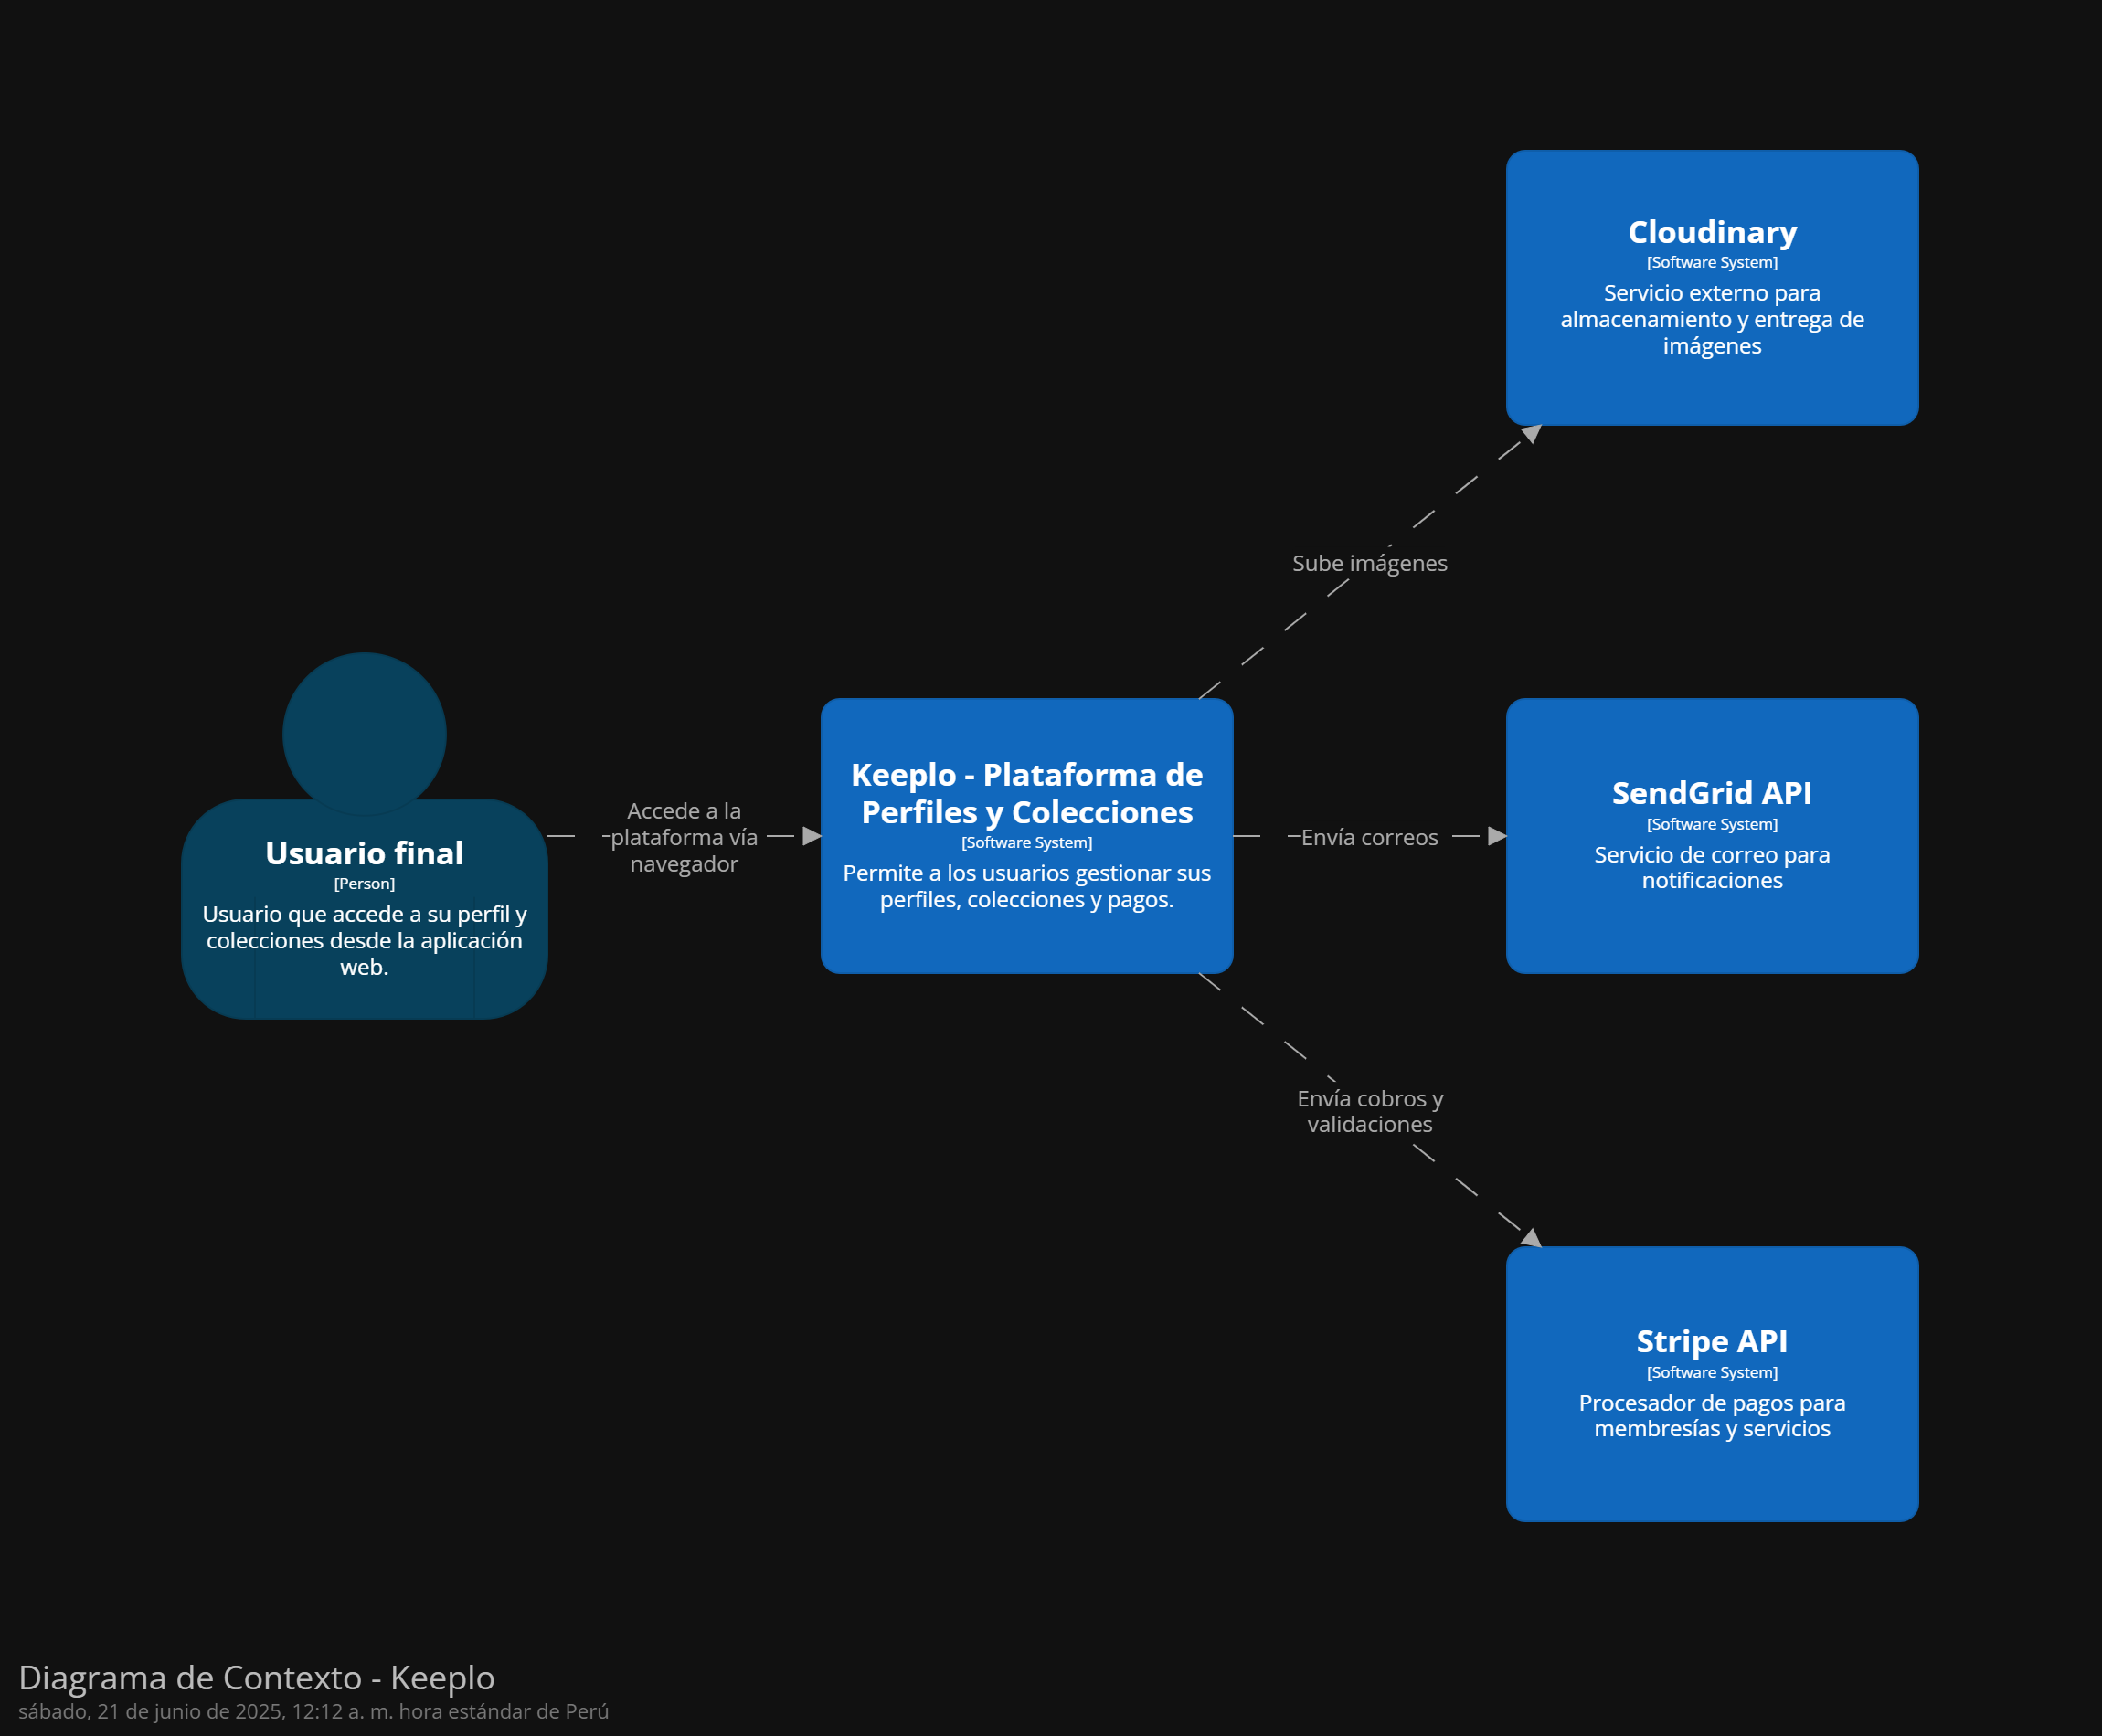 Cloudinary
[Software System]
Servicio externo para
almacenamiento y entrega de
imágenes
Sube imágenes
Usuario final
[Person]
Usuario que accede a su perfil y
colecciones desde la aplicación
web.
Accede a la
plataforma vía
navegador
Keeplo - Plataforma de
Perfiles y Colecciones
[Software System]
Permite a los usuarios gestionar sus
perfiles, colecciones y pagos.
Envía correos
SendGrid API
[Software System]
Servicio de correo para
notificaciones
Envía cobros y
validaciones
Stripe API
[Software System]
Procesador de pagos para
membresías y servicios
Diagrama de Contexto - Keeplo
sábado, 21 de junio de 2025, 12:12 a. m. hora estándar de Perú